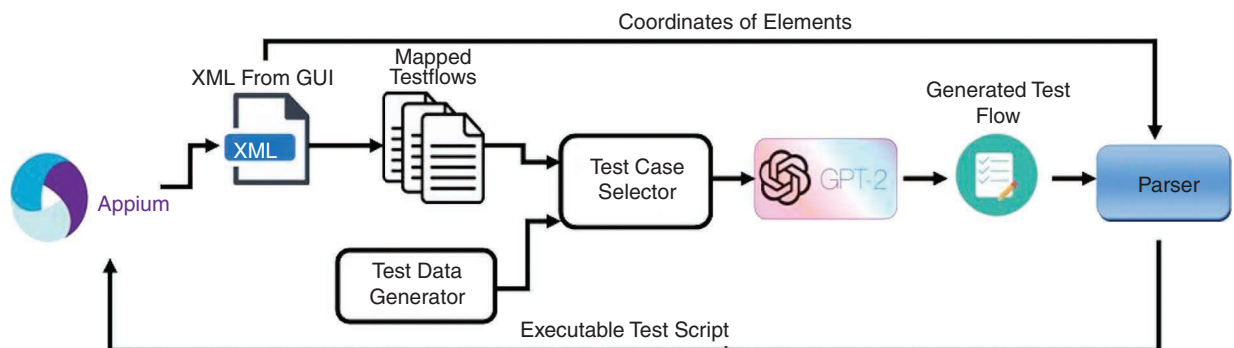 Coordinates of Elements
XML From GUI
Mapped
Testflows
XML
Generated Test
Flow
Appium
Test Case
Selector
GPT-2
Parser
Test Data
Generator
Executable Test Script